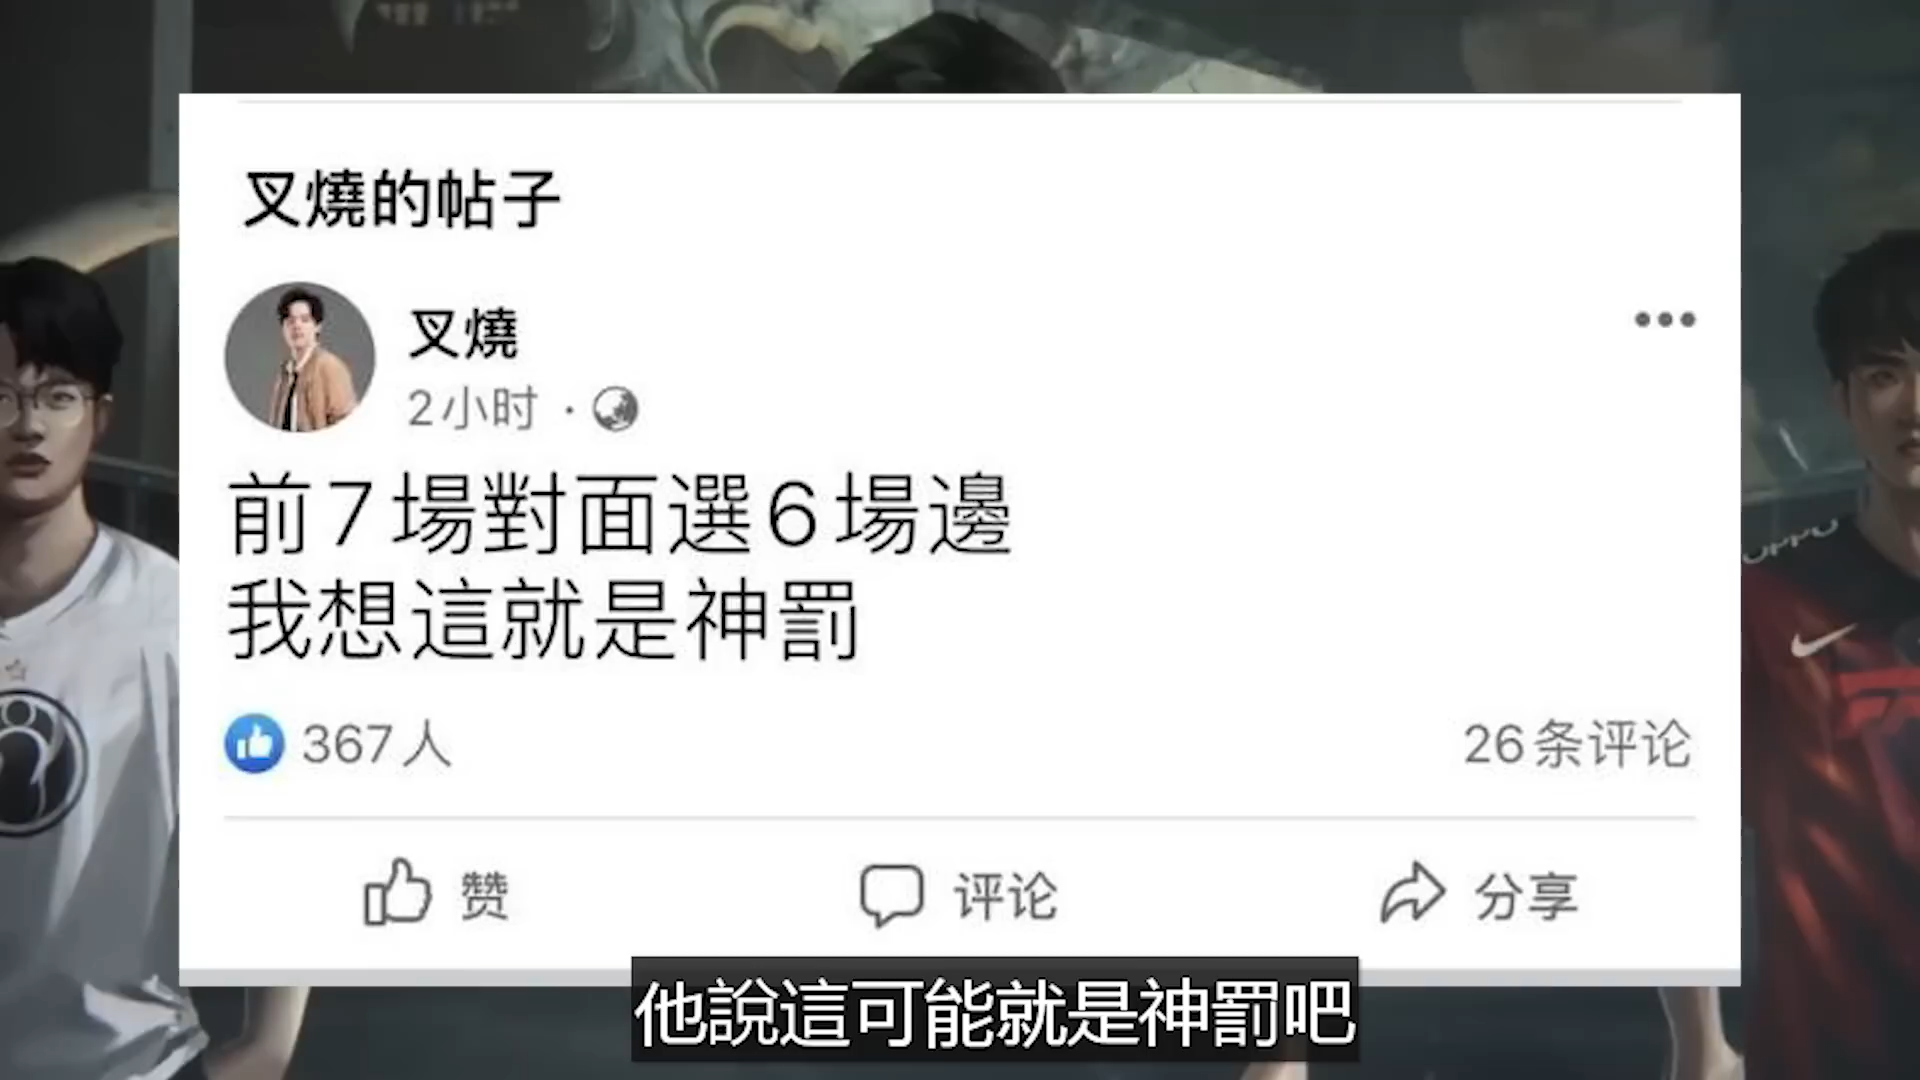 叉燒的帖子
叉燒
2小时
前7場對面選6場邊
我想這就是神罰
367人
26条评论
赞
评论
分享
OPPO
他說這可能就是神罰吧